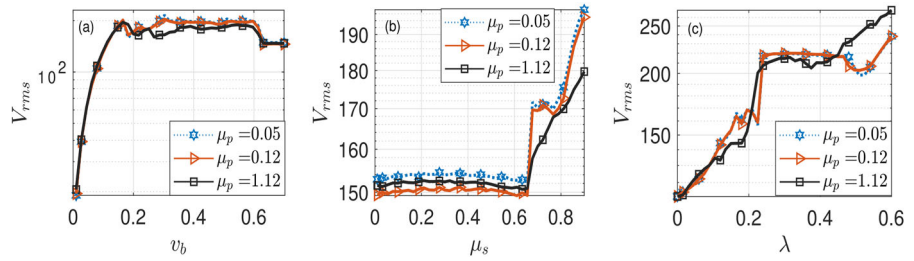 (a)
V_rms
10^2
μ_p =0.05
μ_p =0.12
μ_p =1.12
0 0.2 0.4 0.6
v_b
(b)
V_rms
190
180
170
160
150
μ_p =0.05
μ_p =0.12
μ_p =1.12
0 0.2 0.4 0.6 0.8
μ_s
(c)
V_rms
250
200
150
μ_p =0.05
μ_p =0.12
μ_p =1.12
0 0.2 0.4 0.6
λ